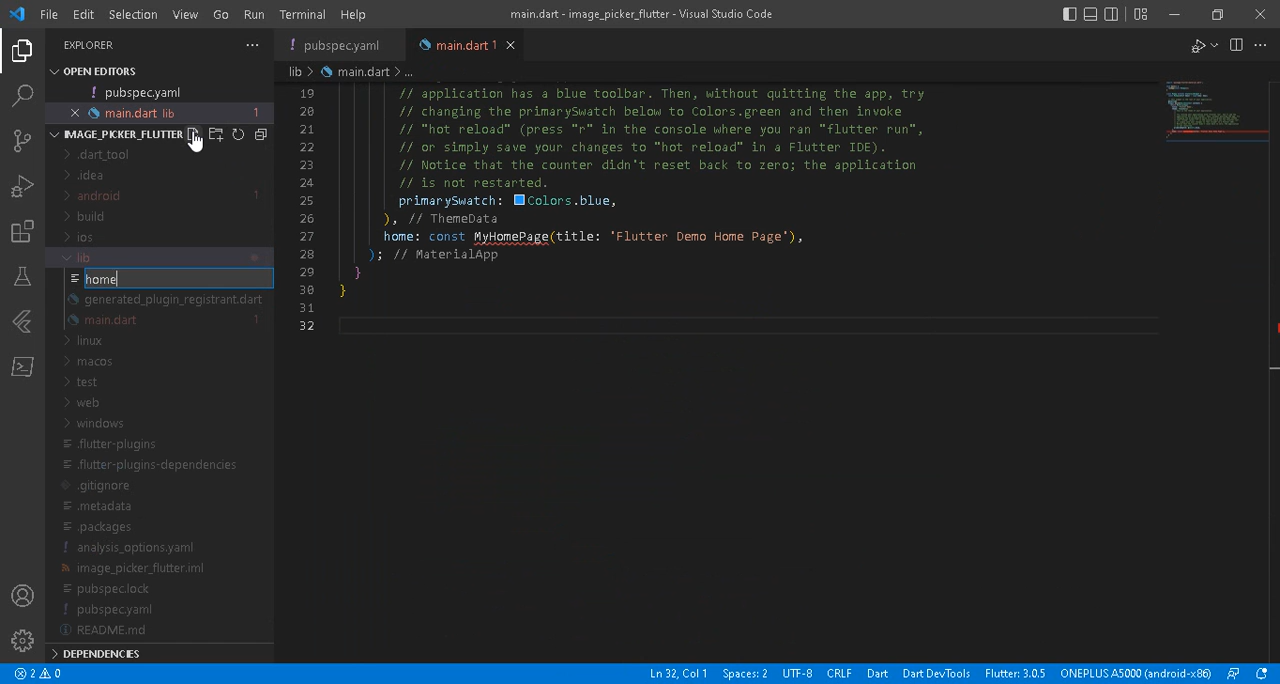 File Edit Selection View Go Run Terminal Help
main.dart - image_picker_flutter - Visual Studio Code
EXPLORER
OPEN EDITORS
! pubspec.yaml
main.dart lib 1
IMAGE_PICKER_FLUTTER
.dart_tool
.idea
android 1
build
ios
lib
home
generated_plugin_registrant.dart
main.dart 1
linux
macos
test
web
windows
.flutter-plugins
.flutter-plugins-dependencies
.gitignore
.metadata
.packages
! analysis_options.yaml
image_picker_flutter.iml
pubspec.lock
! pubspec.yaml
README.md
DEPENDENCIES
! pubspec.yaml
main.dart 1
lib > main.dart > ...
19 // application has a blue toolbar. Then, without quitting the app, try
20 // changing the primarySwatch below to Colors.green and then invoke
21 // "hot reload" (press "r" in the console where you ran "flutter run",
22 // or simply save your changes to "hot reload" in a Flutter IDE).
23 // Notice that the counter didn't reset back to zero; the application
24 // is not restarted.
25 primarySwatch: Colors.blue,
26 ), // ThemeData
27 home: const MyHomePage(title: 'Flutter Demo Home Page'),
28 ); // MaterialApp
29 }
30 }
31
32
2 0
Ln 32, Col 1 Spaces: 2 UTF-8 CRLF Dart Dart DevTools Flutter: 3.0.5 ONEPLUS A5000 (android-x86)